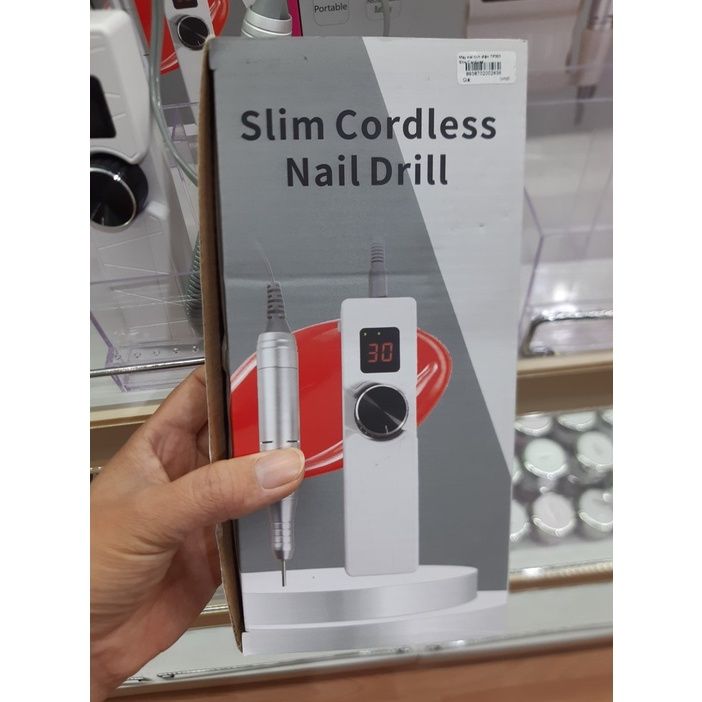 Portable
Slim Cordless
Nail Drill
30